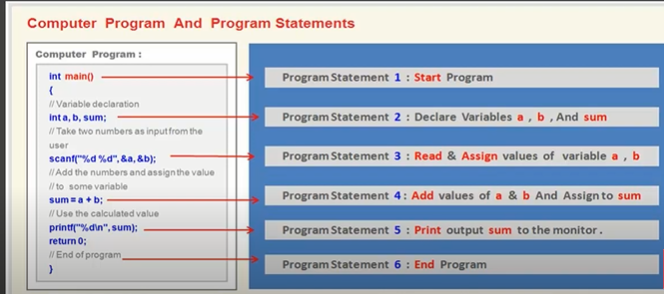 Computer Program And Program Statements
Computer Program :
int main()
{
// Variable declaration
int a, b, sum;
// Take two numbers as input from the
user
scanf("%d %d", &a, &b);
// Add the numbers and assign the value
// to some variable
sum = a + b;
// Use the calculated value
printf("%d\n", sum);
return 0;
// End of program
}
Program Statement 1 : Start Program
Program Statement 2 : Declare Variables a , b , And sum
Program Statement 3 : Read & Assign values of variable a , b
Program Statement 4 : Add values of a & b And Assign to sum
Program Statement 5 : Print output sum to the monitor .
Program Statement 6 : End Program